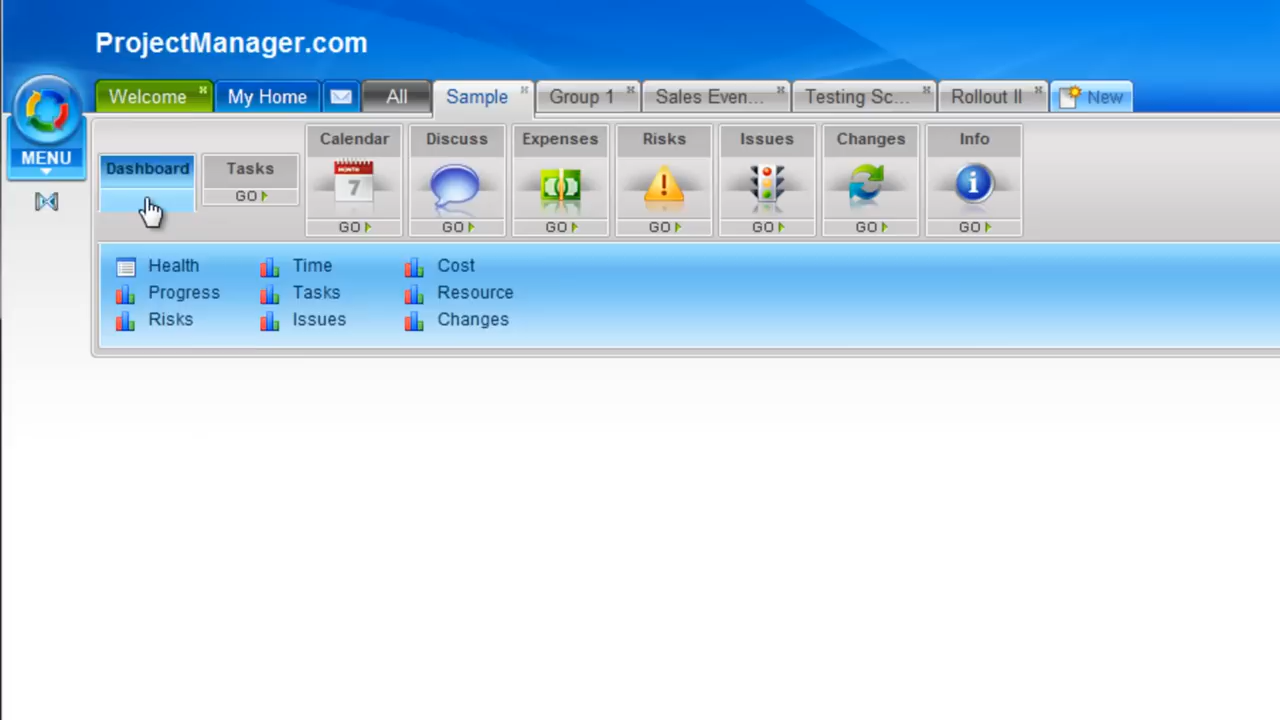 ProjectManager.com
Welcome My Home All Sample Group 1 Sales Even... Testing Sc... Rollout II New
MENU
Dashboard Tasks Calendar Discuss Expenses Risks Issues Changes Info
MONTH
7
GO GO GO GO GO GO GO GO
Health Time Cost
Progress Tasks Resource
Risks Issues Changes